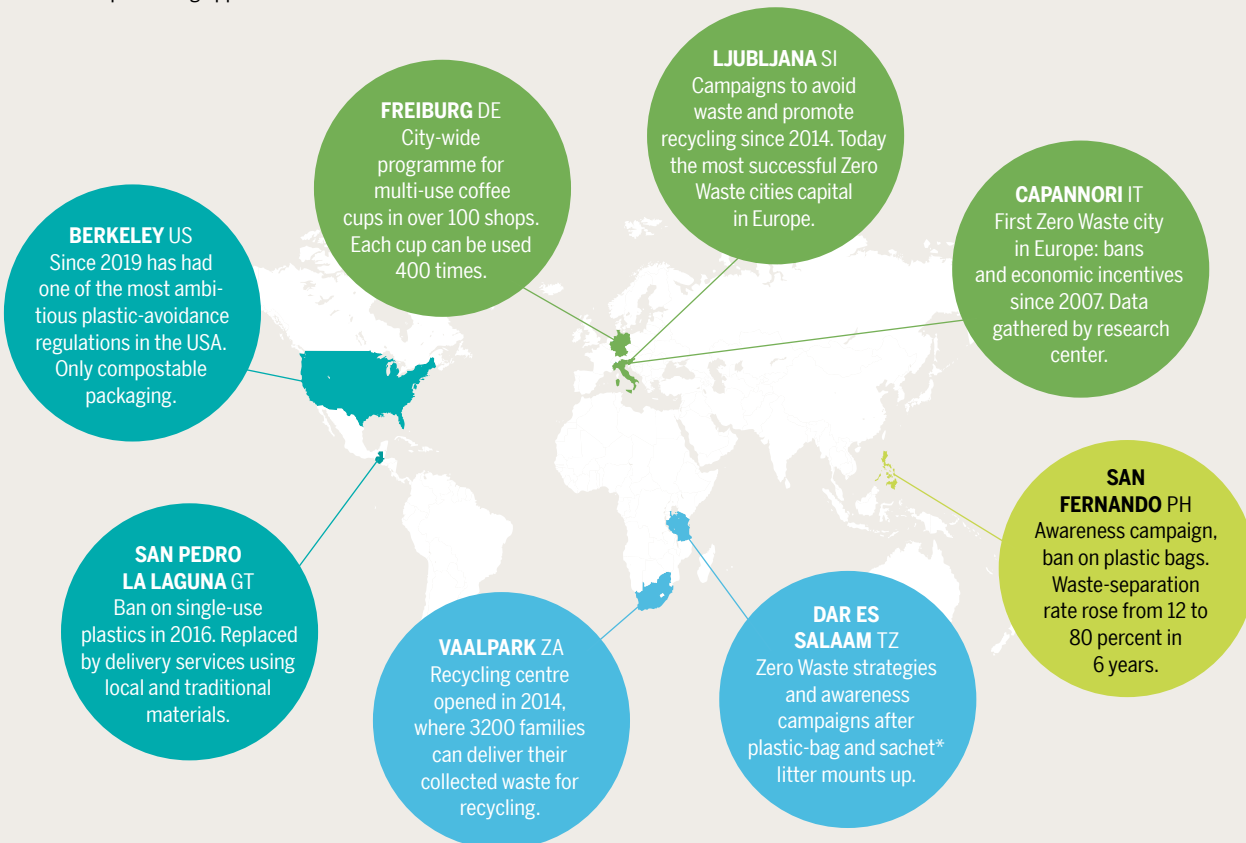 FREIBURG DE
City-wide
programme for
multi-use coffee
cups in over 100 shops.
Each cup can be used
400 times.
LJUBLJANA SI
Campaigns to avoid
waste and promote
recycling since 2014. Today
the most successful Zero
Waste cities capital
in Europe.
CAPANNORI IT
First Zero Waste city
in Europe: bans
and economic incentives
since 2007. Data
gathered by research
center.
BERKELEY US
Since 2019 has had
one of the most ambi-
tious plastic-avoidance
regulations in the USA.
Only compostable
packaging.
SAN PEDRO
LA LAGUNA GT
Ban on single-use
plastics in 2016. Replaced
by delivery services using
local and traditional
materials.
VAALPARK ZA
Recycling centre
opened in 2014,
where 3200 families
can deliver their
collected waste for
recycling.
DAR ES
SALAAM TZ
Zero Waste strategies
and awareness
campaigns after
plastic-bag and sachet*
litter mounts up.
SAN
FERNANDO PH
Awareness campaign,
ban on plastic bags.
Waste-separation
rate rose from 12 to
80 percent in
6 years.